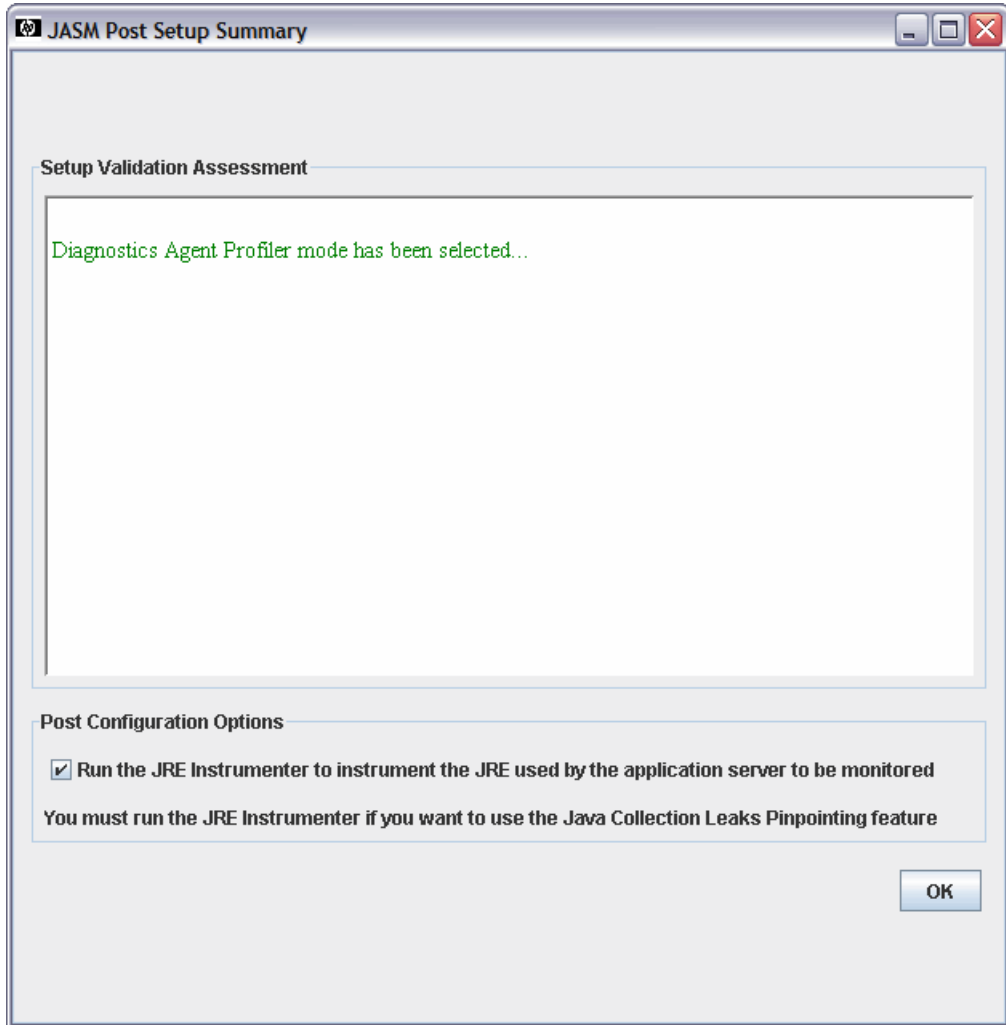 JASM Post Setup Summary
Setup Validation Assessment
Diagnostics Agent Profiler mode has been selected...
Post Configuration Options
Run the JRE Instrumenter to instrument the JRE used by the application server to be monitored
You must run the JRE Instrumenter if you want to use the Java Collection Leaks Pinpointing feature
OK